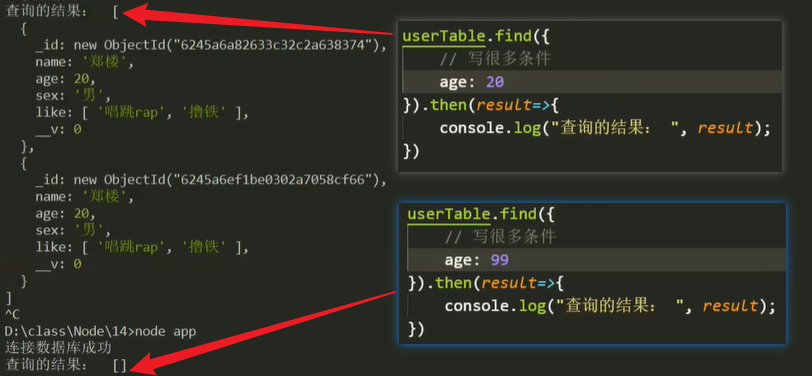 查询的结果： [
{
_id: new ObjectId("6245a6a82633c32c2a638374"),
name: '郑楼',
age: 20,
sex: '男',
like: [ '唱跳rap', '撸铁' ],
__v: 0
},
{
_id: new ObjectId("6245a6ef1be0302a7058cf66"),
name: '郑楼',
age: 20,
sex: '男',
like: [ '唱跳rap', '撸铁' ],
__v: 0
}
]
^C
D:\class\Node\14>node app
连接数据库成功
查询的结果： []
userTable.find({
// 写很多条件
age: 20
}).then(result=>{
console.log("查询的结果： ", result);
})
userTable.find({
// 写很多条件
age: 99
}).then(result=>{
console.log("查询的结果： ", result);
})